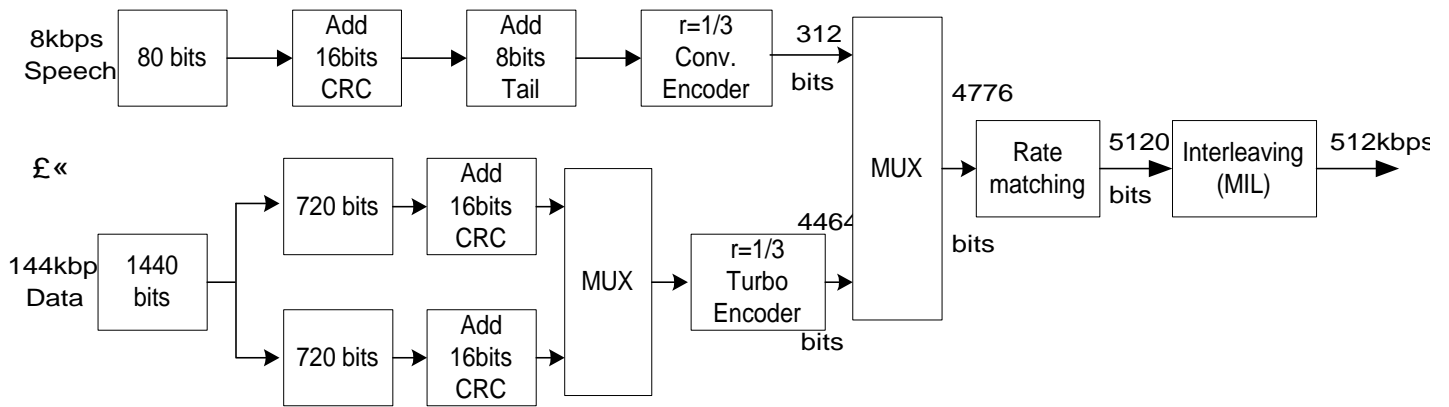 8kbps
Speech
80 bits
Add
16bits
CRC
Add
8bits
Tail
r=1/3
Conv.
Encoder
312
bits
£«
144kbp
Data
1440
bits
720 bits
Add
16bits
CRC
720 bits
Add
16bits
CRC
MUX
r=1/3
Turbo
Encoder
4464
bits
MUX
4776
bits
Rate
matching
5120
bits
Interleaving
(MIL)
512kbps